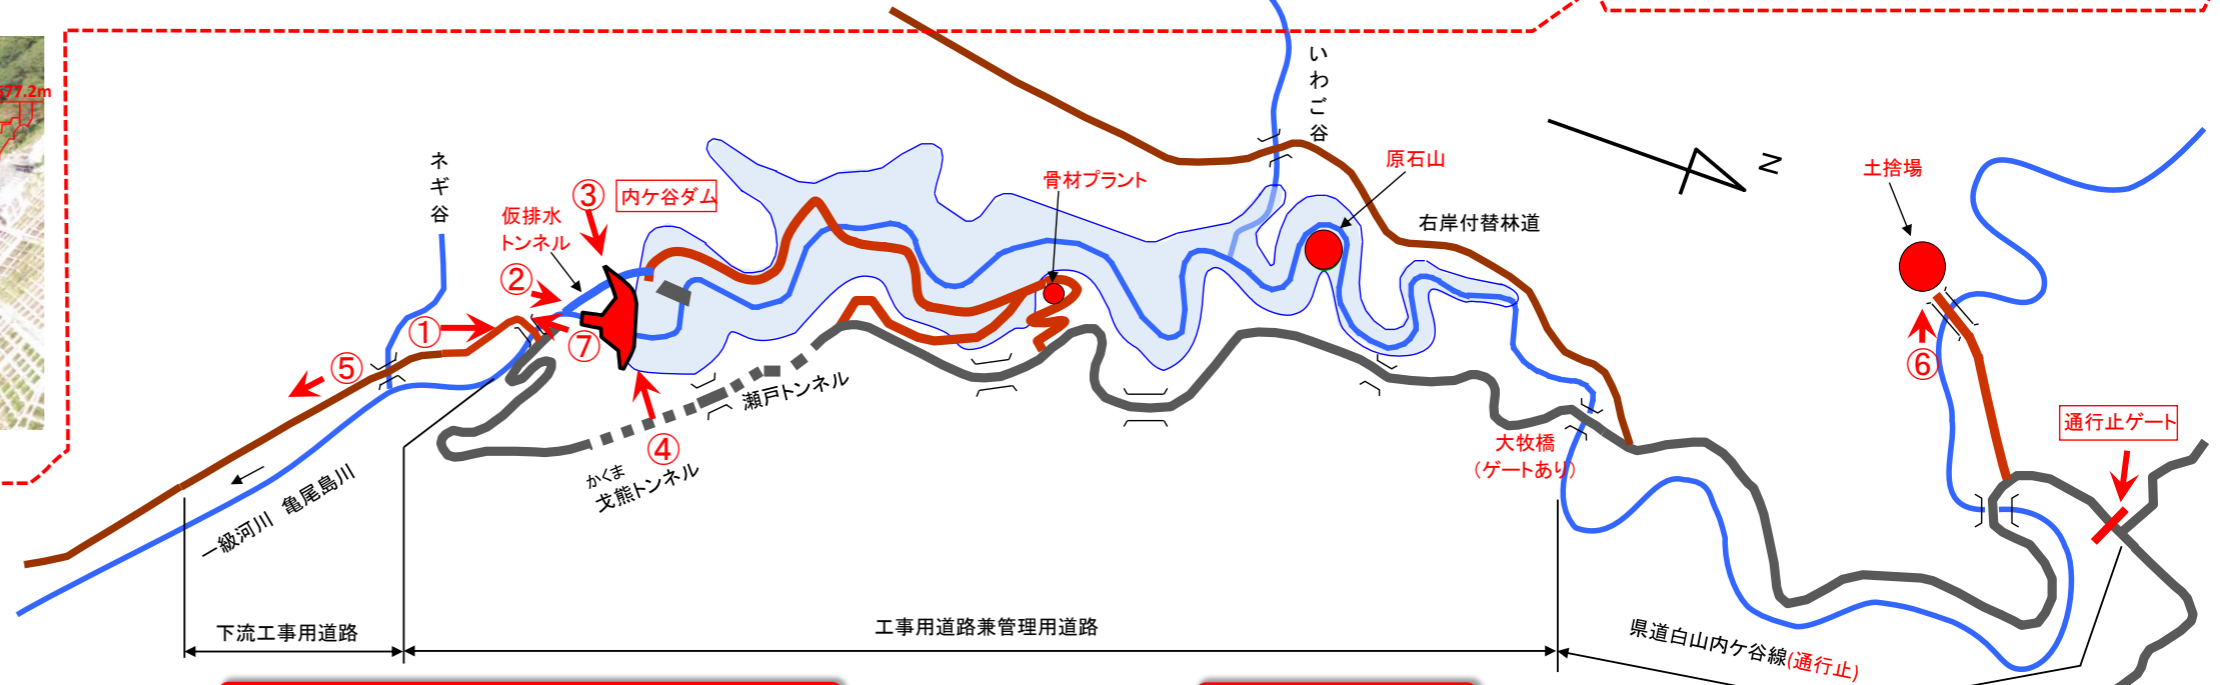 577.2m
いわご谷
ネギ谷
③
内ケ谷ダム
仮排水
トンネル
②
①
⑦
⑤
④
骨材プラント
原石山
右岸付替林道
N
土捨場
⑥
通行止ゲート
瀬戸トンネル
かくま
戈熊トンネル
大牧橋
（ゲートあり）
一級河川 亀尾島川
下流工事用道路
工事用道路兼管理用道路
県道白山内ケ谷線(通行止)